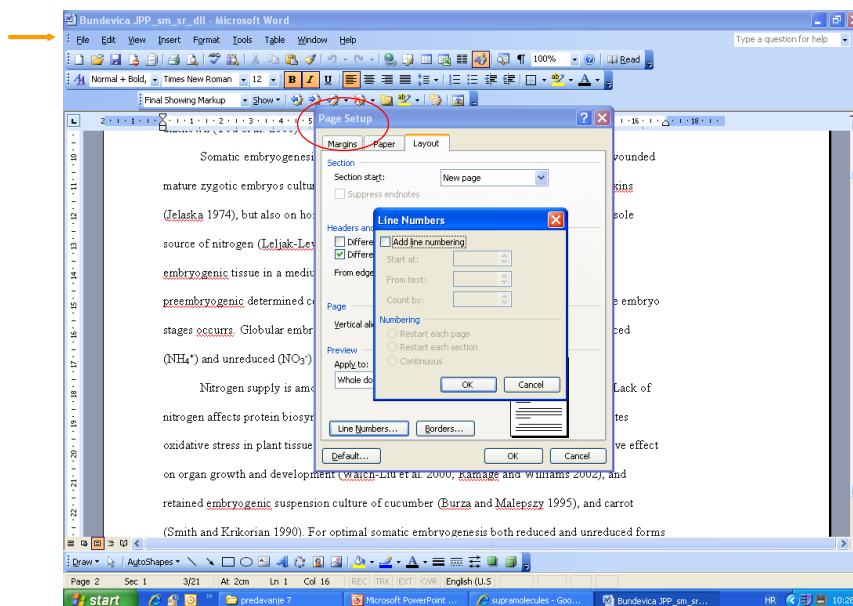 Bundevica JPP_sm_sr_dll - Microsoft Word
File Edit View Insert Format Tools Table Window Help
Type a question for help
100% Read
Normal + Bold, Times New Roman 12 B I U
Final Showing Markup Show
Page Setup
Margins Paper Layout
Somatic embryogenesi
Section
Section start: New page
Suppress endnotes
ounded
mature zygotic embryos cultu
kins
(Jelaska 1974), but also on ho
sole
Line Numbers
Headers and
source of nitrogen (Leljak-Le
Differe
Add line numbering
Differe
Start at:
embryogenic tissue in a mediu
From edge
From text:
preembryogenic determined c
Count by:
e embryo
Page
Numbering
Vertical ali
Restart each page
stages occurrs. Globular embr
ced
Restart each section
Preview
Continuous
(NH4+) and unreduced (NO3-)
Apply to:
Whole do
OK Cancel
Nitrogen supply is amo
Lack of
nitrogen affects protein biosyn
tes
Line Numbers... Borders...
oxidative stress in plant tissue
ve effect
Default... OK Cancel
on organ growth and development (Walch-Liu et al. 2000, Ramage and Williams 2002), and
retained embryogenic suspension culture of cucumber (Burza and Malepszy 1995), and carrot
(Smith and Krikorian 1990). For optimal somatic embryogenesis both reduced and unreduced forms
Draw AutoShapes
Page 2 Sec 1 3/21 At 2cm Ln 1 Col 16 REC TRK EXT OVR English (U.S
start predavanje 7 Microsoft PowerPoint ... supramolecules - Goo... Bundevica JPP_sm_sr... HR 10:28